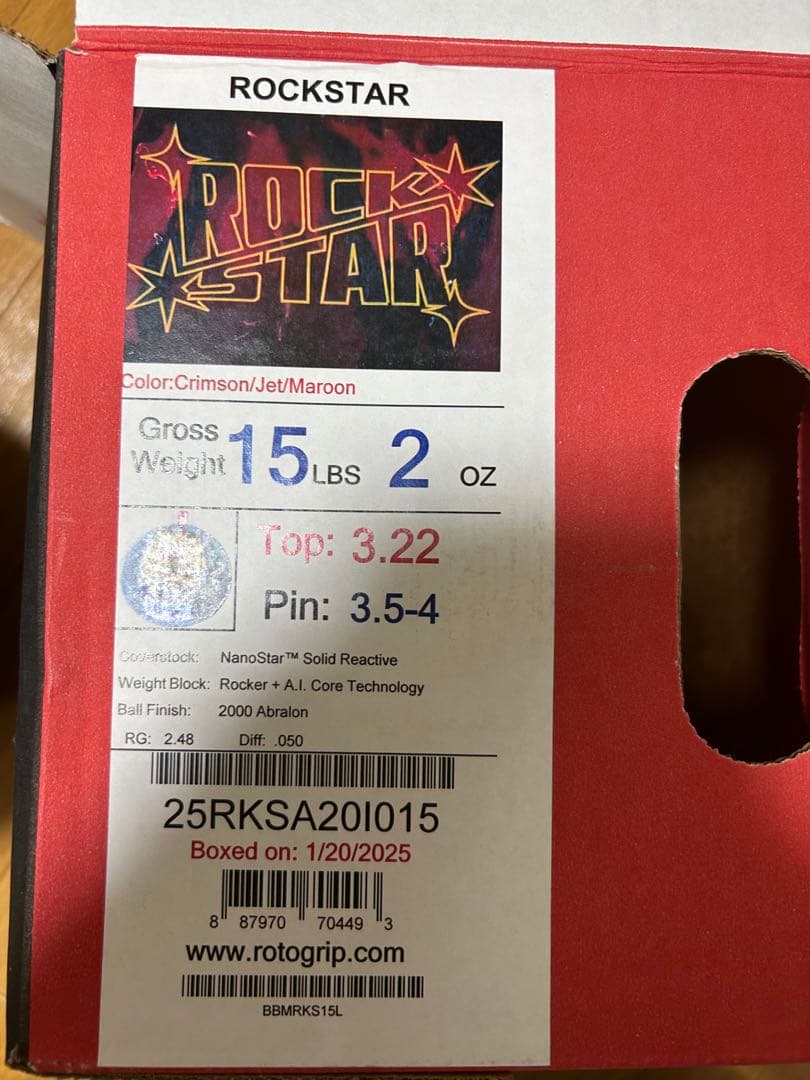 ROCKSTAR
ROCK
STAR
Color:Crimson/Jet/Maroon
Gross
Weight 15 LBS 2 OZ
Top: 3.22
Pin: 3.5-4
Coverstock: NanoStar™ Solid Reactive
Weight Block: Rocker + A.I. Core Technology
Ball Finish: 2000 Abralon
RG: 2.48 Diff: .050
25RKSA20I015
Boxed on: 1/20/2025
8 87970 70449 3
www.rotogrip.com
BBMRKS15L